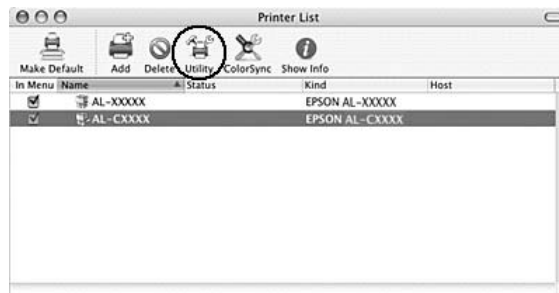 Printer List
Make Default Add Delete Utility ColorSync Show Info
In Menu Name Status Kind Host
AL-XXXXX EPSON AL-XXXXX
AL-CXXXX EPSON AL-CXXXX